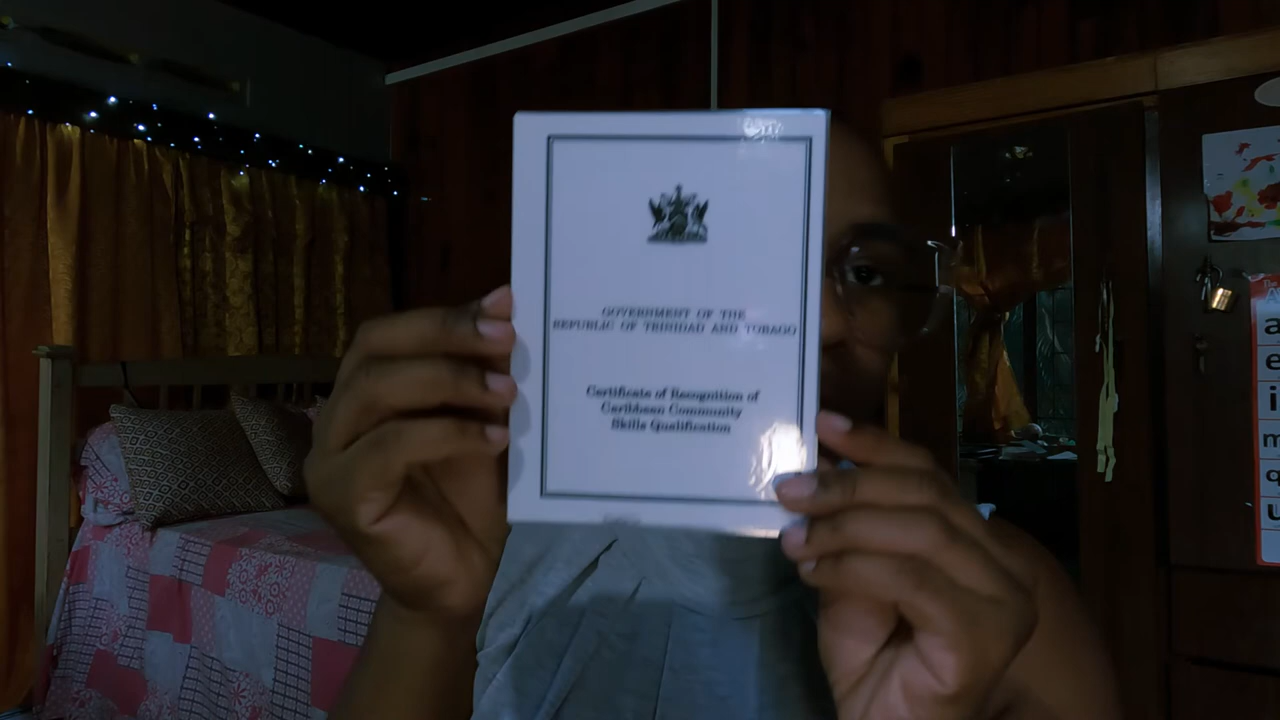 GOVERNMENT OF THE
REPUBLIC OF TRINIDAD AND TOBAGO
Certificate of Recognition of
Caribbean Community
Skills Qualification
a
e
i
m
q
u